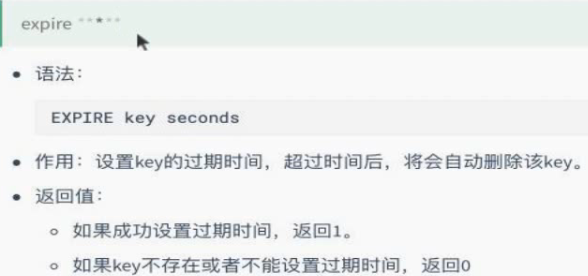 expire *****
语法：
EXPIRE key seconds
作用：设置key的过期时间，超过时间后，将会自动删除该key。
返回值：
如果成功设置过期时间，返回1。
如果key不存在或者不能设置过期时间，返回0